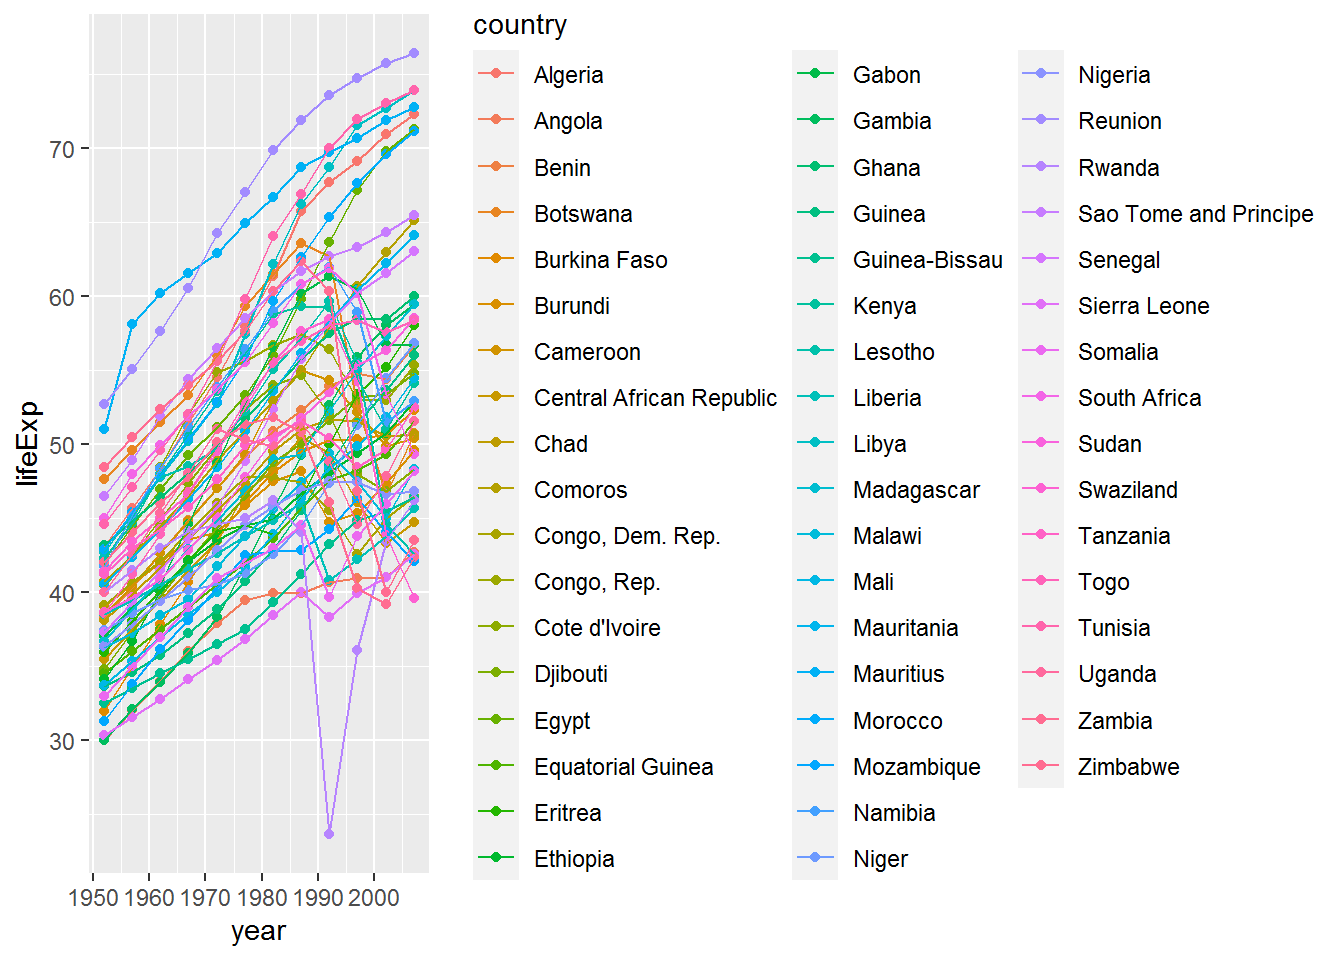 country
Algeria
Angola
Benin
Botswana
Burkina Faso
Burundi
Cameroon
Central African Republic
Chad
Comoros
Congo, Dem. Rep.
Congo, Rep.
Cote d'Ivoire
Djibouti
Egypt
Equatorial Guinea
Eritrea
Ethiopia
Gabon
Gambia
Ghana
Guinea
Guinea-Bissau
Kenya
Lesotho
Liberia
Libya
Madagascar
Malawi
Mali
Mauritania
Mauritius
Morocco
Mozambique
Namibia
Niger
Nigeria
Reunion
Rwanda
Sao Tome and Principe
Senegal
Sierra Leone
Somalia
South Africa
Sudan
Swaziland
Tanzania
Togo
Tunisia
Uganda
Zambia
Zimbabwe
lifeExp
70
60
50
40
30
1950 1960 1970 1980 1990 2000
year